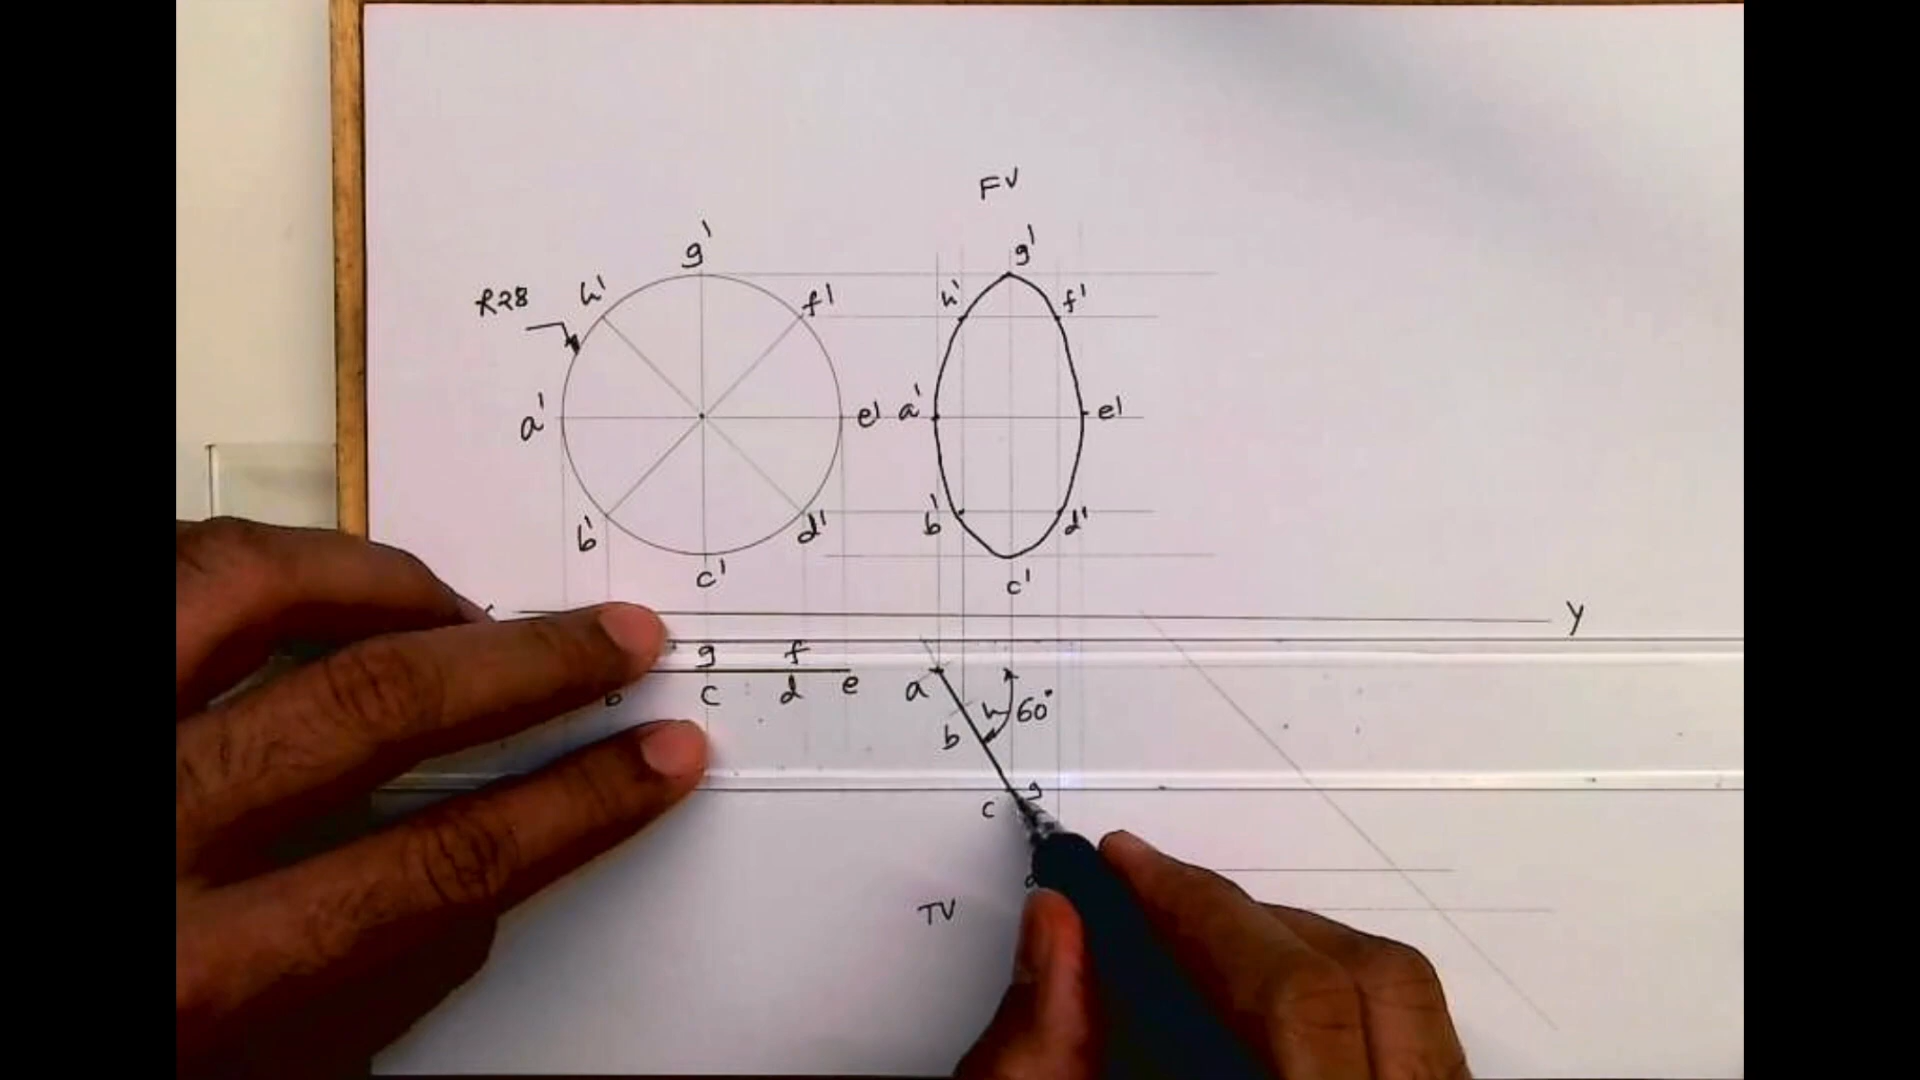 FV
g' g'
R28 h' f' h' f'
a' e' a' e'
b' d' b' d'
c' c'
y
g f
b c d e a 60°
b h
c g
d
TV